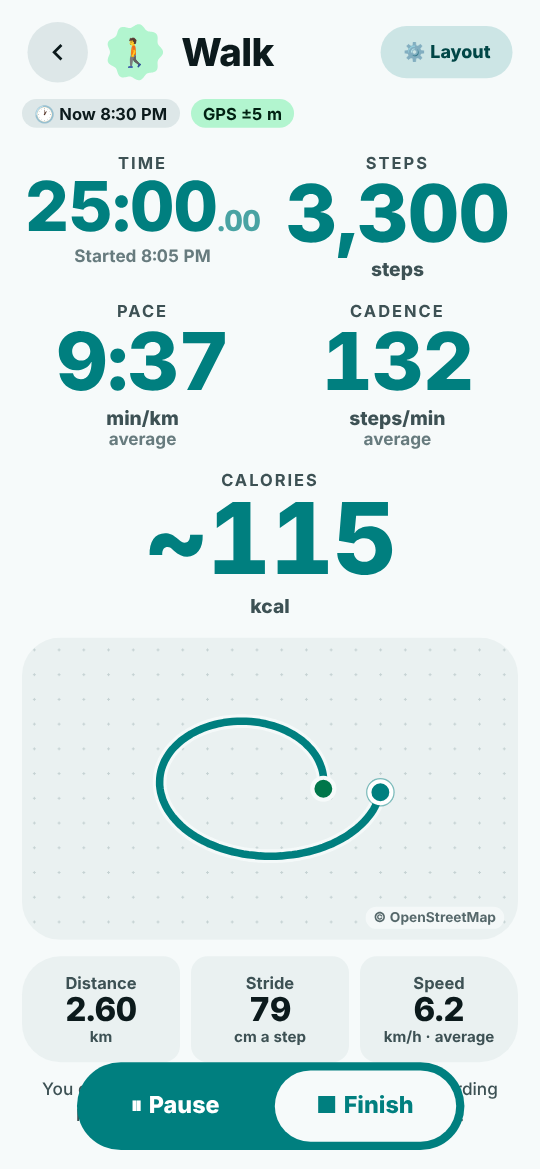 Walk
Layout
Now 8:30 PM
GPS ±5 m
TIME
25:00.00
Started 8:05 PM
STEPS
3,300
steps
PACE
9:37
min/km
average
CADENCE
132
steps/min
average
CALORIES
~115
kcal
© OpenStreetMap
Distance
2.60
km
Stride
79
cm a step
Speed
6.2
km/h · average
You
Pause
Finish